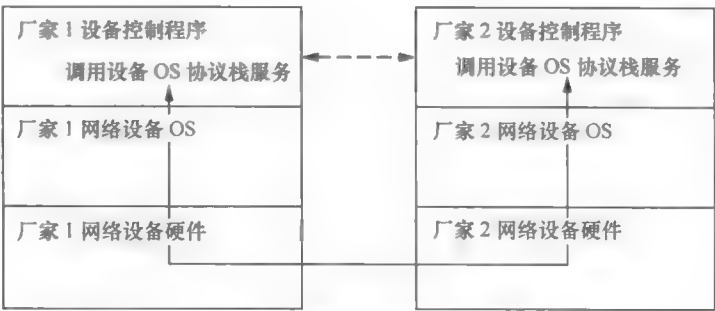 厂家 1 设备控制程序
调用设备 OS 协议栈服务
厂家 1 网络设备 OS
厂家 1 网络设备硬件
厂家 2 设备控制程序
调用设备 OS 协议栈服务
厂家 2 网络设备 OS
厂家 2 网络设备硬件